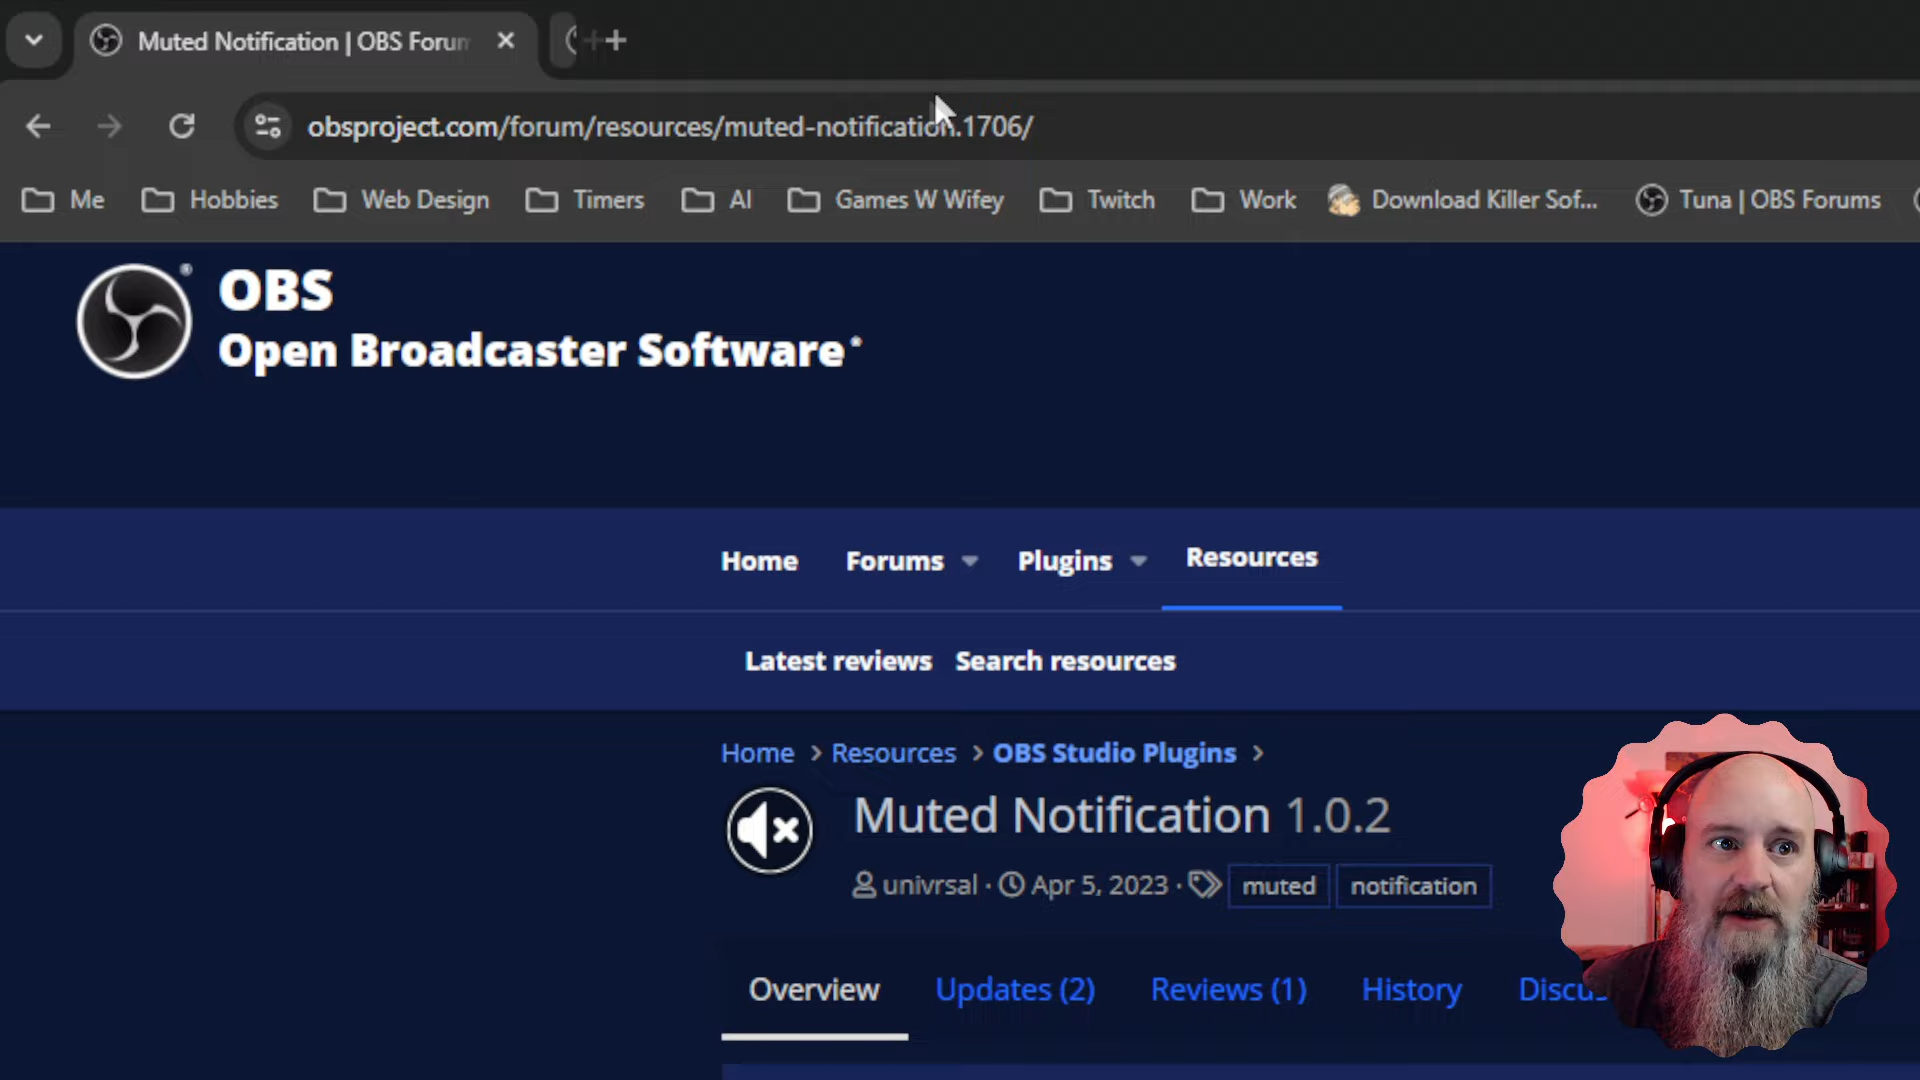 Muted Notification | OBS Forum
obsproject.com/forum/resources/muted-notification.1706/
Me Hobbies Web Design Timers AI Games W Wifey Twitch Work Download Killer Sof... Tuna | OBS Forums
OBS
Open Broadcaster Software®
Home Forums Plugins Resources
Latest reviews Search resources
Home > Resources > OBS Studio Plugins >
Muted Notification 1.0.2
univrsal · Apr 5, 2023 · muted notification
Overview Updates (2) Reviews (1) History Discus